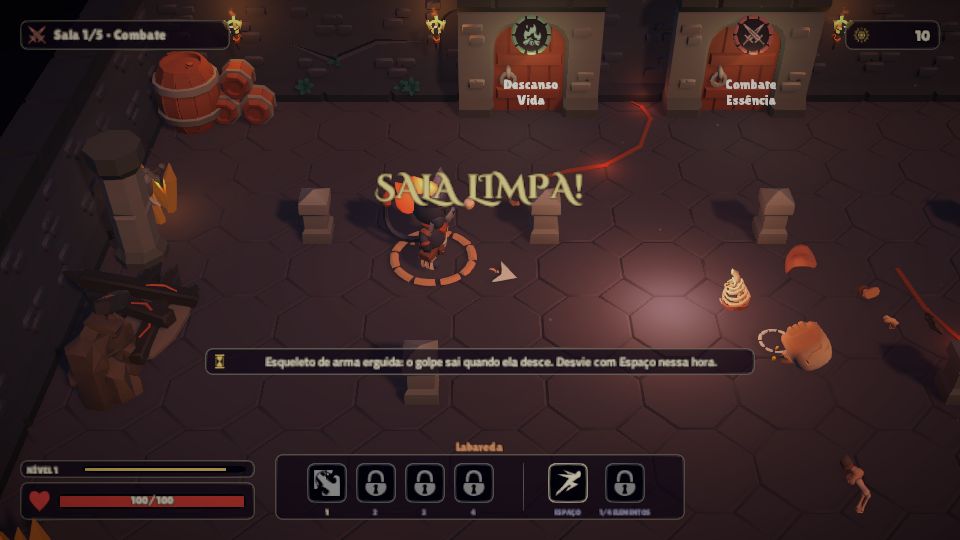 Sala 1/5 - Combate
10
Descanso
Vida
Combate
Essência
SALA LIMPA!
Esqueleto de arma erguida: o golpe sai quando ela desce. Desvie com Espaço nessa hora.
Labareda
NÍVEL 1
100/100
1
2
3
4
ESPAÇO
1/4 ELEMENTOS